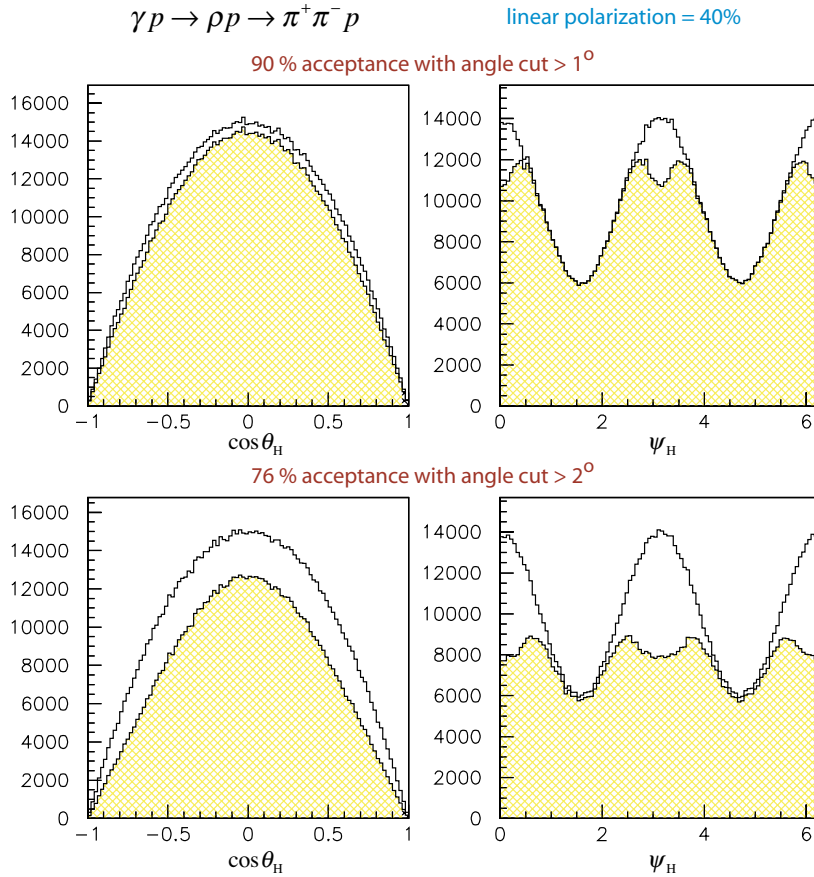 γp → ρp → π⁺π⁻p
linear polarization = 40%
90 % acceptance with angle cut > 1°
16000
14000
12000
10000
8000
6000
4000
2000
0
−1 −0.5 0 0.5 1
cos θ_H
14000
12000
10000
8000
6000
4000
2000
0
0 2 4 6
ψ_H
76 % acceptance with angle cut > 2°
16000
14000
12000
10000
8000
6000
4000
2000
0
−1 −0.5 0 0.5 1
cos θ_H
14000
12000
10000
8000
6000
4000
2000
0
0 2 4 6
ψ_H